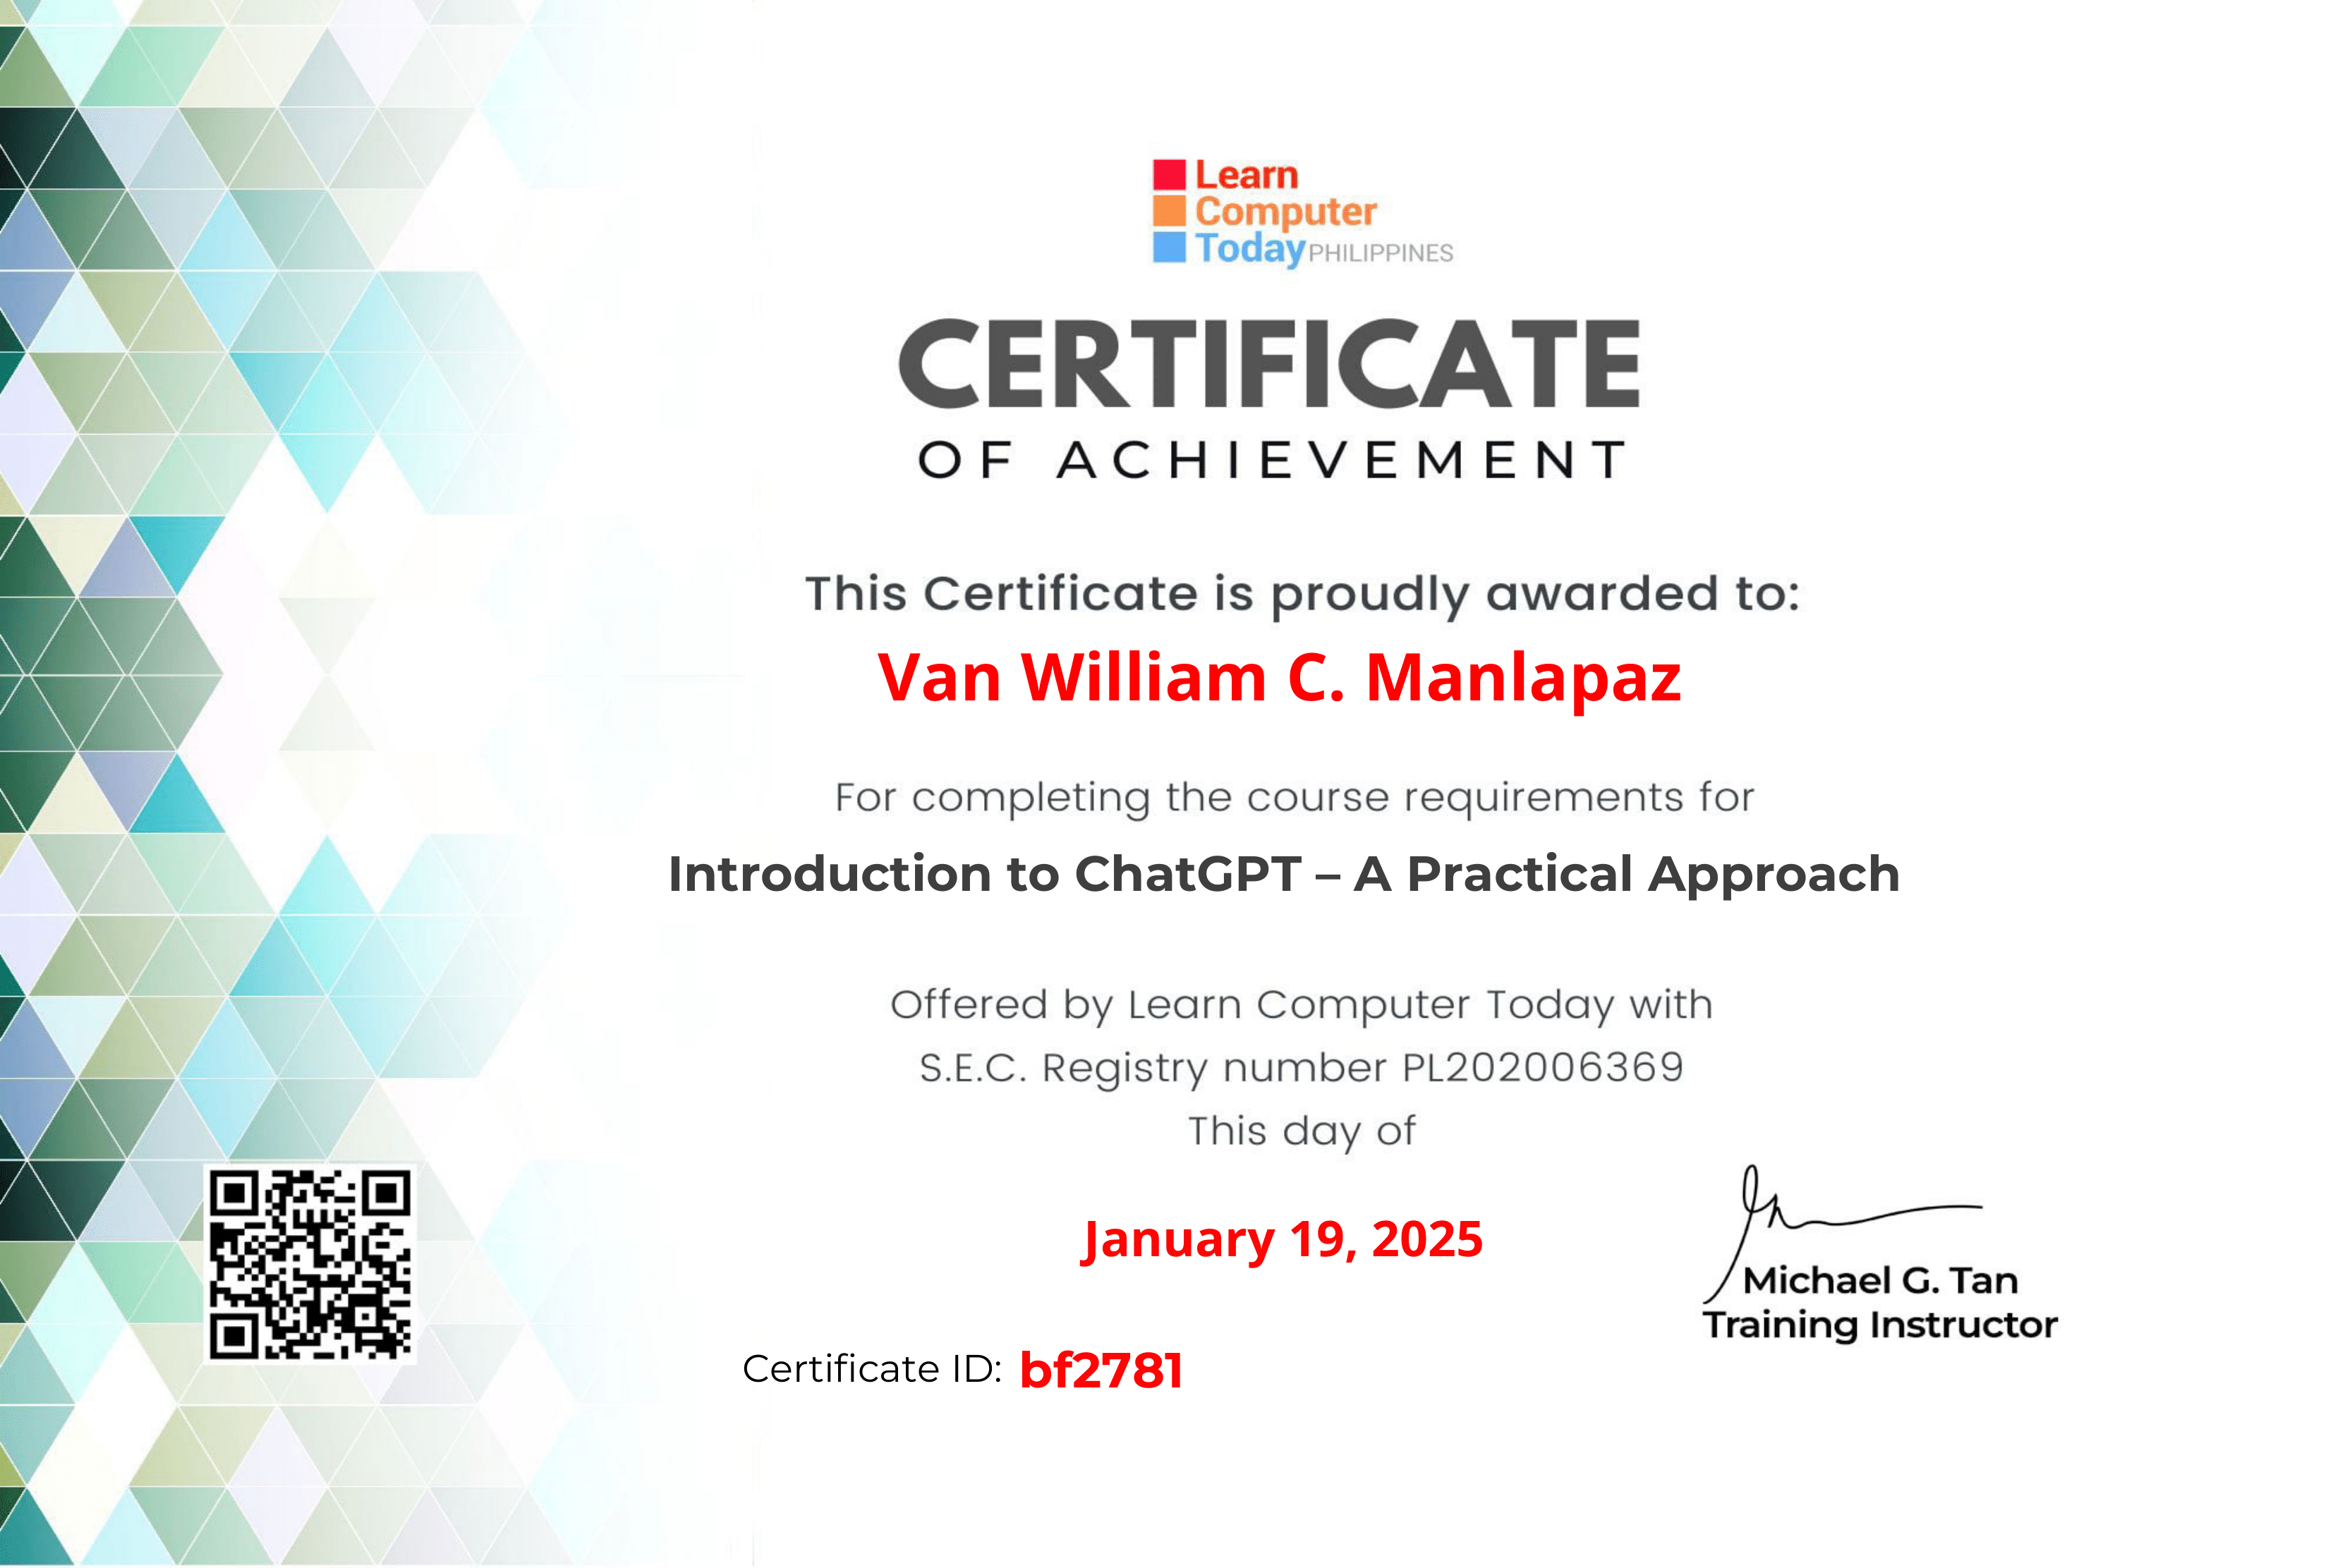 Learn
Computer
Today PHILIPPINES
CERTIFICATE
OF ACHIEVEMENT
This Certificate is proudly awarded to:
Van William C. Manlapaz
For completing the course requirements for
Introduction to ChatGPT – A Practical Approach
Offered by Learn Computer Today with
S.E.C. Registry number PL202006369
This day of
January 19, 2025
Michael G. Tan
Training Instructor
Certificate ID: bf2781